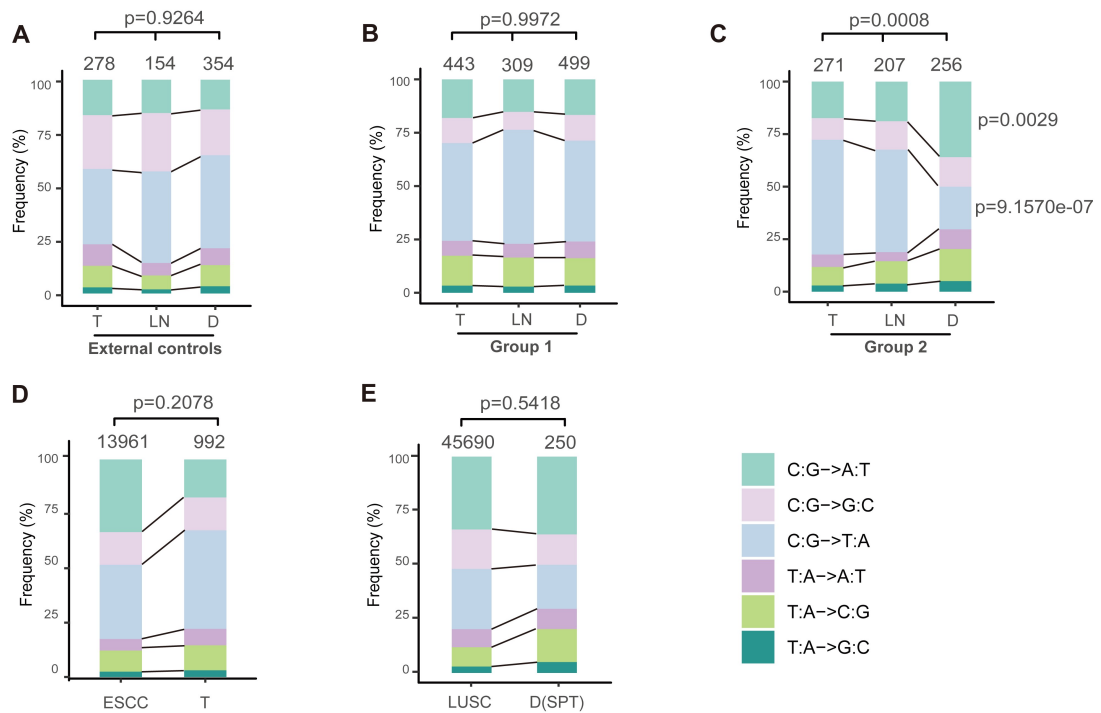 A
p=0.9264
278 154 354
Frequency (%)
100
75
50
25
0
T LN D
External controls
B
p=0.9972
443 309 499
Frequency (%)
100
75
50
25
0
T LN D
Group 1
C
p=0.0008
271 207 256
Frequency (%)
100
75
50
25
0
p=0.0029
p=9.1570e-07
T LN D
Group 2
D
p=0.2078
13961 992
Frequency (%)
100
75
50
25
0
ESCC T
E
p=0.5418
45690 250
Frequency (%)
100
75
50
25
0
LUSC D(SPT)
C:G->A:T
C:G->G:C
C:G->T:A
T:A->A:T
T:A->C:G
T:A->G:C